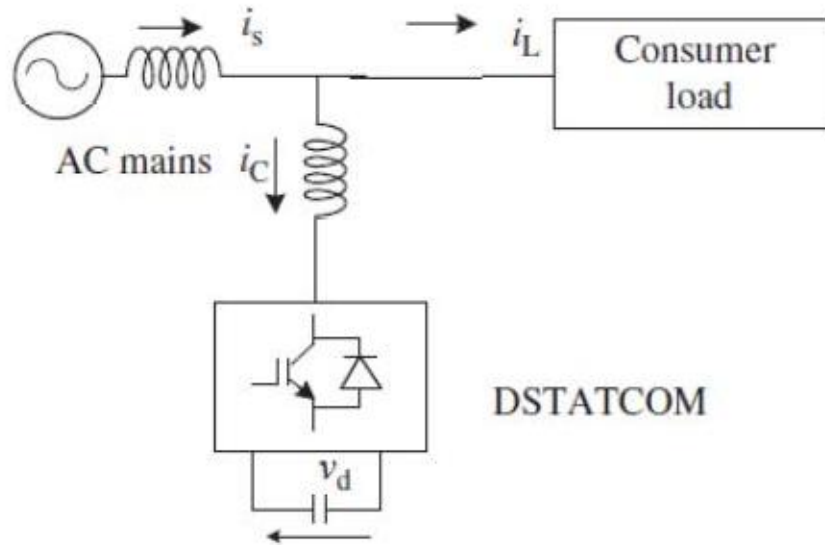 i_s
i_L
Consumer
load
AC mains
i_C
DSTATCOM
v_d